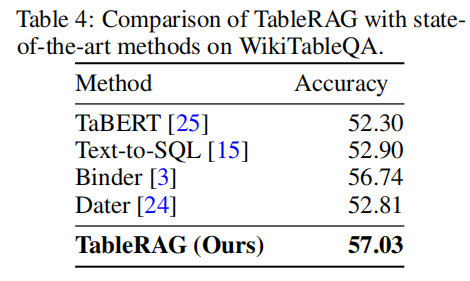 Table 4: Comparison of TableRAG with state-
of-the-art methods on WikiTableQA.
Method Accuracy
TaBERT [25] 52.30
Text-to-SQL [15] 52.90
Binder [3] 56.74
Dater [24] 52.81
TableRAG (Ours) 57.03